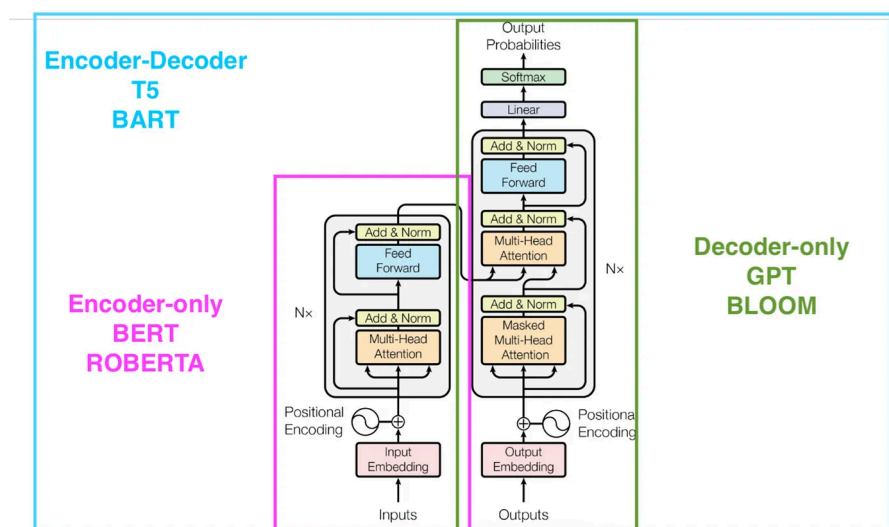 Encoder-Decoder
T5
BART
Encoder-only
BERT
ROBERTA
Decoder-only
GPT
BLOOM
Output
Probabilities
Softmax
Linear
Add & Norm
Feed
Forward
Add & Norm
Multi-Head
Attention
Add & Norm
Masked
Multi-Head
Attention
N×
Positional
Encoding
Output
Embedding
Outputs
Add & Norm
Feed
Forward
Add & Norm
Multi-Head
Attention
N×
Positional
Encoding
Input
Embedding
Inputs